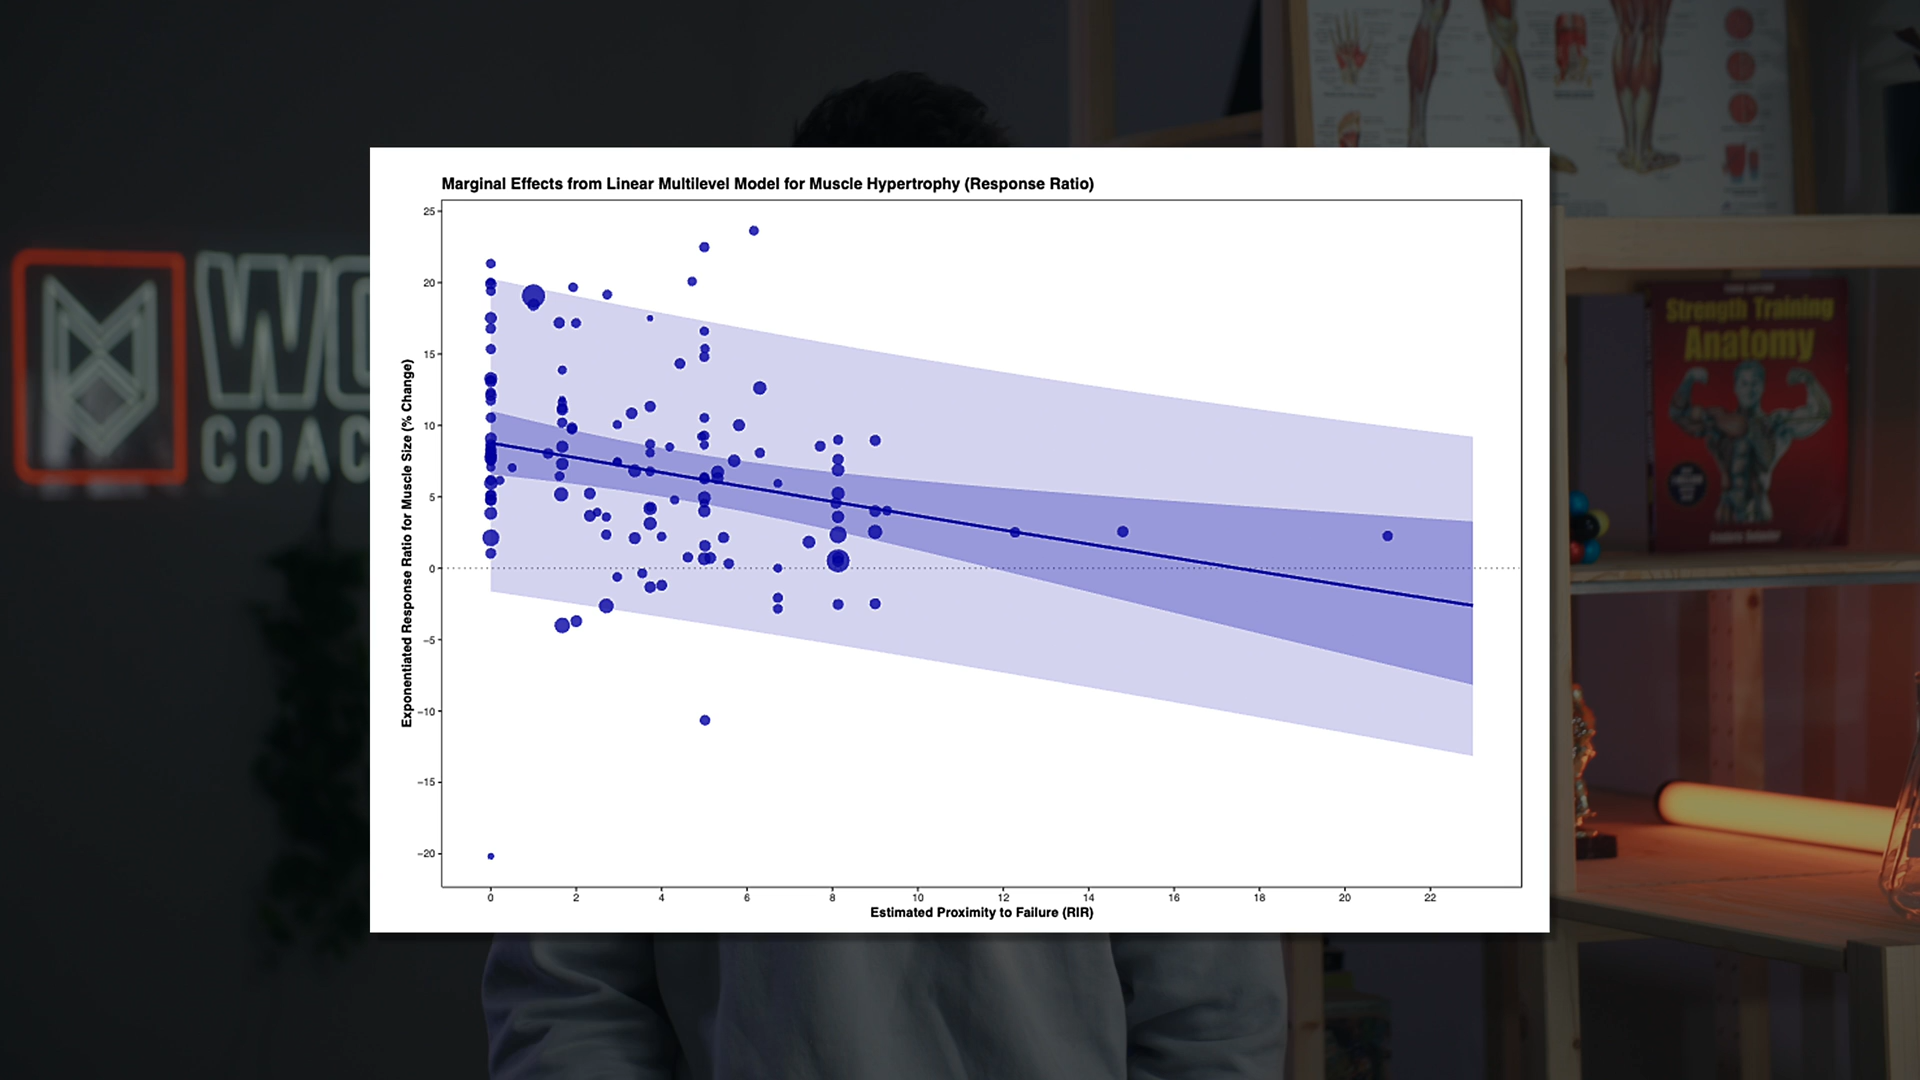 Marginal Effects from Linear Multilevel Model for Muscle Hypertrophy (Response Ratio)
Exponentiated Response Ratio for Muscle Size (% Change)
25
20
15
10
5
0
−5
−10
−15
−20
0 2 4 6 8 10 12 14 16 18 20 22
Estimated Proximity to Failure (RIR)
COAC
Strength Training
Anatomy